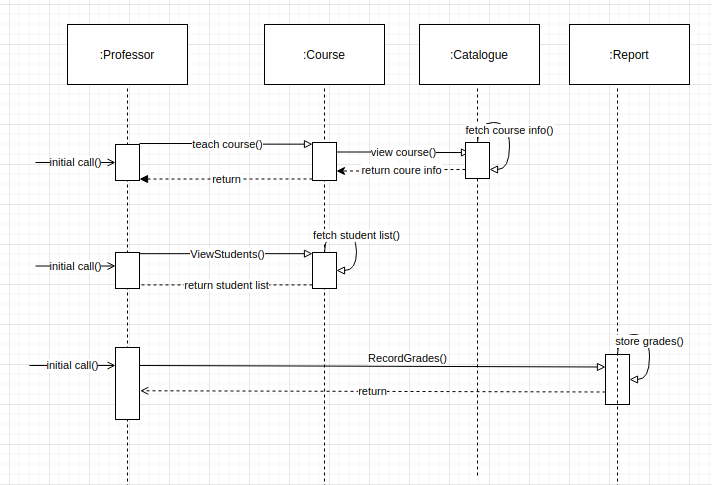 :Professor
:Course
:Catalogue
:Report
fetch course info()
teach course()
view course()
initial call()
return coure info
return
fetch student list()
ViewStudents()
initial call()
return student list
store grades()
RecordGrades()
initial call()
return